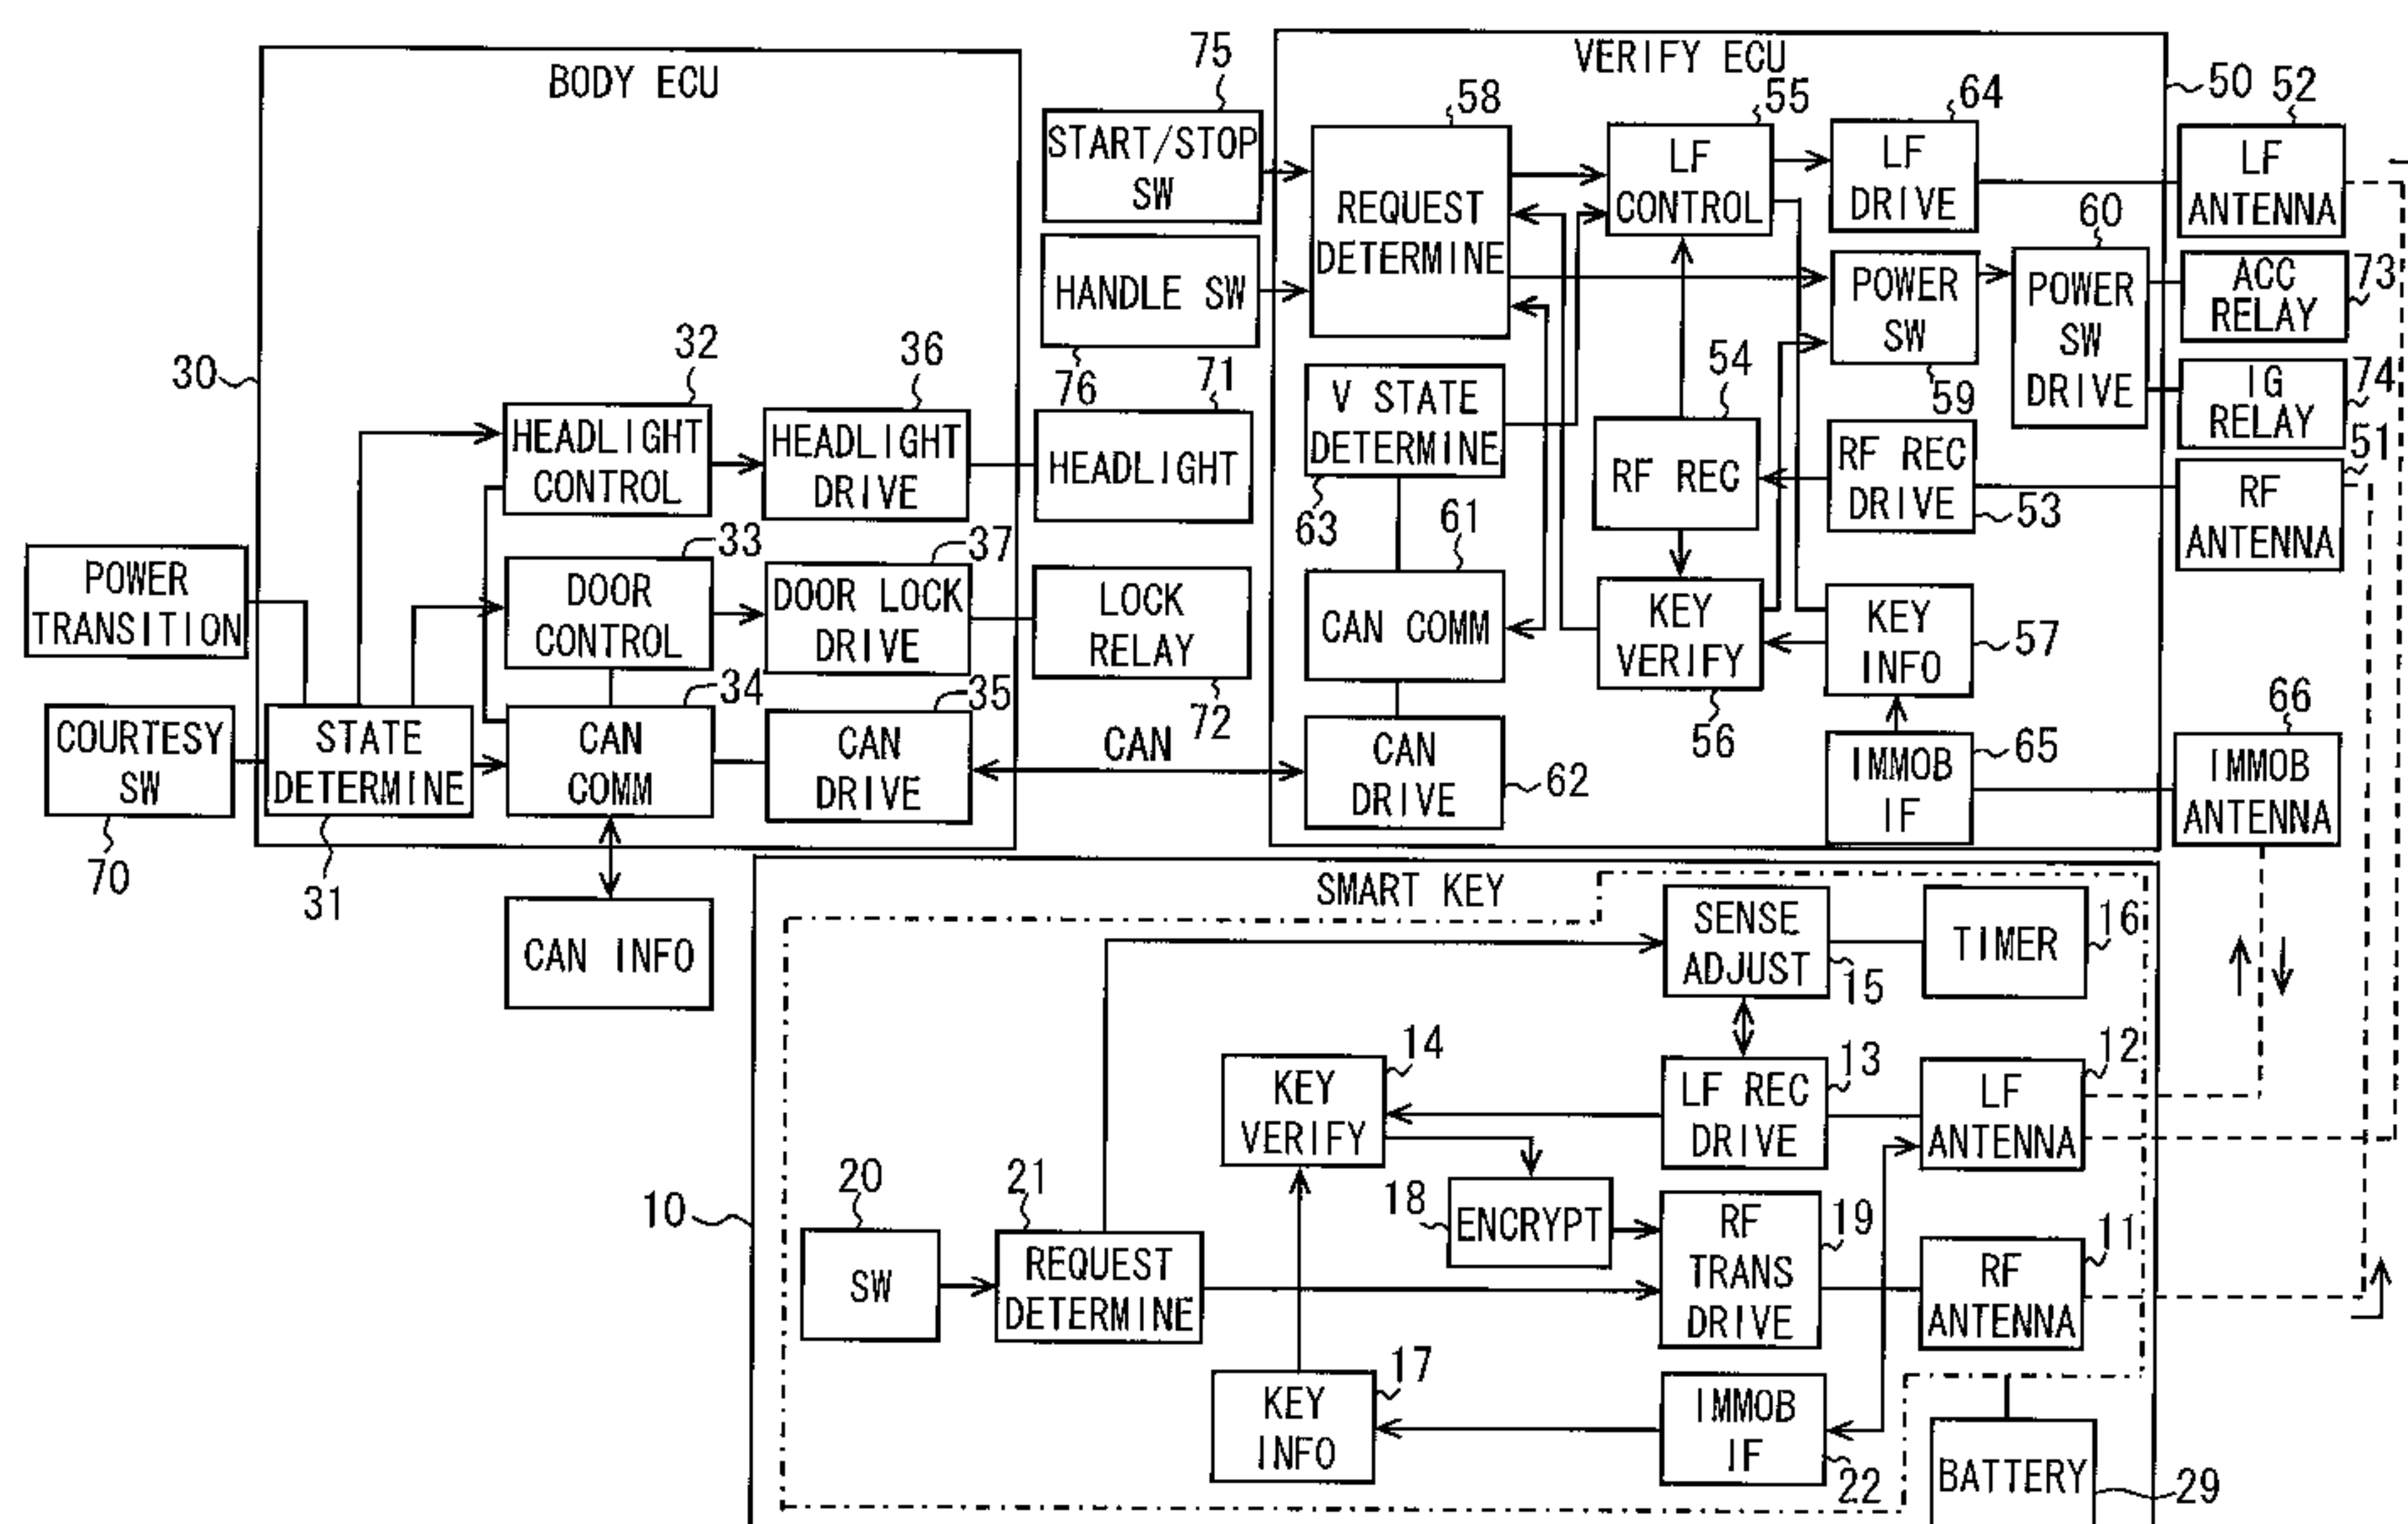 BODY ECU
30
32
HEADLIGHT
CONTROL
36
HEADLIGHT
DRIVE
33
DOOR
CONTROL
37
DOOR LOCK
DRIVE
POWER
TRANSITION
COURTESY
SW
70
STATE
DETERMINE
31
34
CAN
COMM
35
CAN
DRIVE
CAN INFO
75
START/STOP
SW
HANDLE SW
76
71
HEADLIGHT
LOCK
RELAY
72
CAN
VERIFY ECU
50
58
REQUEST
DETERMINE
55
LF
CONTROL
64
LF
DRIVE
52
LF
ANTENNA
POWER
SW
59
60
POWER
SW
DRIVE
ACC
RELAY
73
IG
RELAY
74
V STATE
DETERMINE
63
54
RF REC
RF REC
DRIVE
53
51
RF
ANTENNA
61
CAN COMM
KEY
VERIFY
56
KEY
INFO
57
CAN
DRIVE
62
IMMOB
IF
65
66
IMMOB
ANTENNA
SMART KEY
10
SENSE
ADJUST
15
TIMER
16
14
KEY
VERIFY
LF REC
DRIVE
13
12
LF
ANTENNA
20
SW
21
REQUEST
DETERMINE
18
ENCRYPT
RF
TRANS
DRIVE
19
11
RF
ANTENNA
17
KEY
INFO
IMMOB
IF
22
BATTERY
29